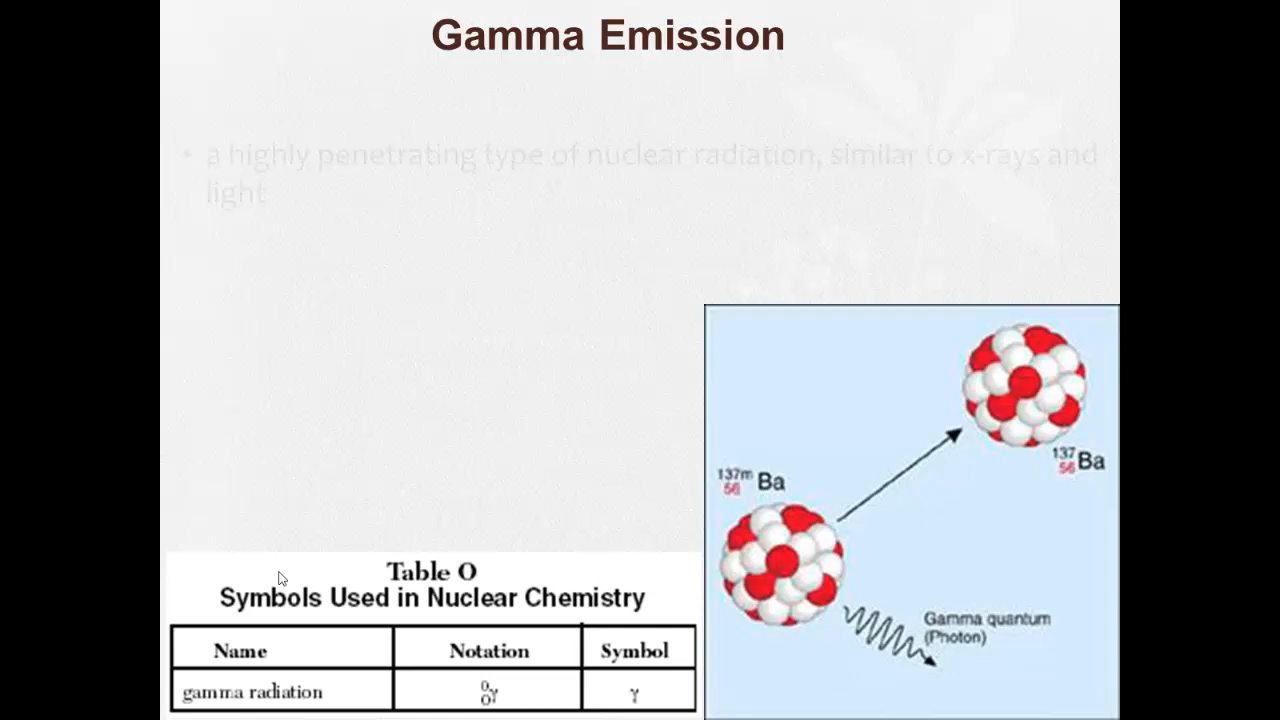 Gamma Emission
• a highly penetrating type of nuclear radiation, similar to x-rays and
light
137m
56 Ba
137
56 Ba
Gamma quantum
(Photon)
Table O
Symbols Used in Nuclear Chemistry
Name Notation Symbol
gamma radiation 0
0 γ γ